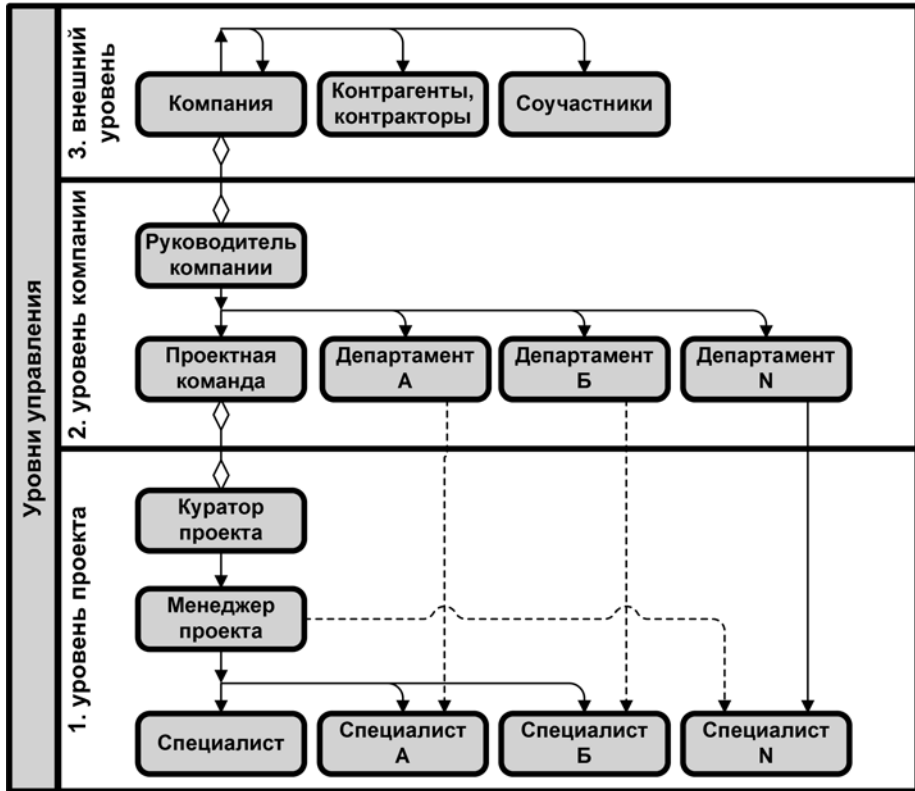 Уровни управления
3. внешний
уровень
Компания
Контрагенты,
контракторы
Соучастники
2. уровень компании
Руководитель
компании
Проектная
команда
Департамент
А
Департамент
Б
Департамент
N
1. уровень проекта
Куратор
проекта
Менеджер
проекта
Специалист
Специалист
А
Специалист
Б
Специалист
N